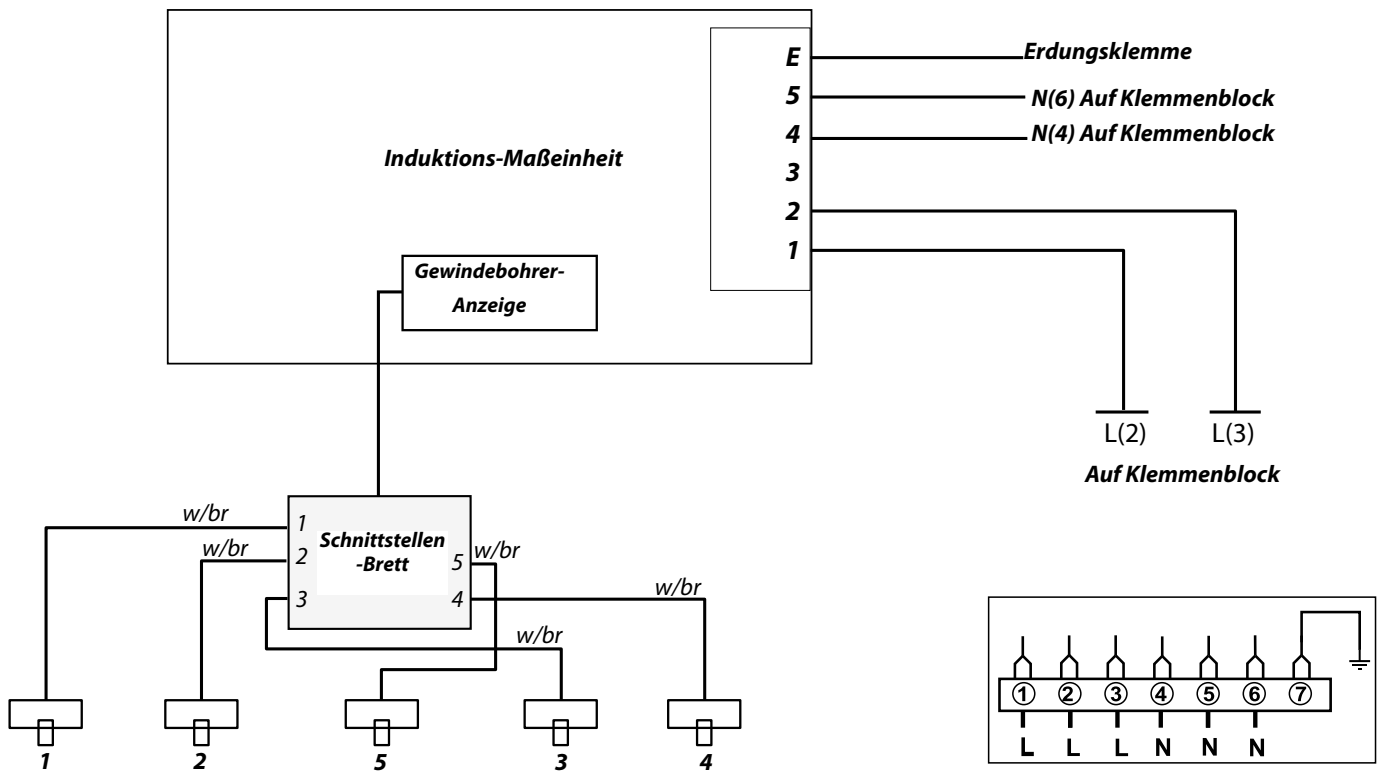 E
Erdungsklemme
5
N(6) Auf Klemmenblock
4
N(4) Auf Klemmenblock
Induktions-Maßeinheit
3
2
1
Gewindebohrer-
Anzeige
L(2)
L(3)
Auf Klemmenblock
w/br
1
Schnittstellen
-Brett
w/br
2
5
w/br
3
4
w/br
w/br
1
2
5
3
4
1 2 3 4 5 6 7
L L L N N N